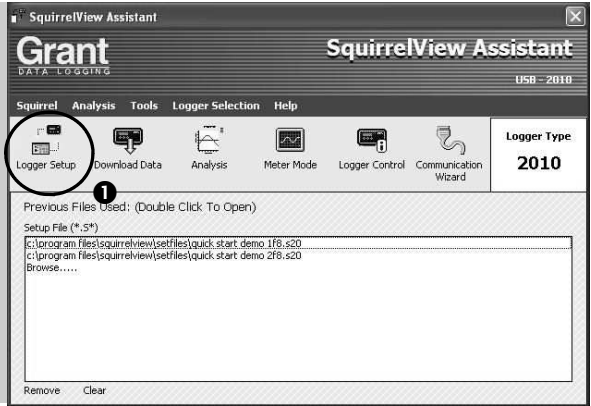 SquirrelView Assistant
Grant
DATA LOGGING
SquirrelView Assistant
USB - 2010
Squirrel Analysis Tools Logger Selection Help
Logger Setup
Download Data
Analysis
Meter Mode
Logger Control
Communication
Wizard
Logger Type
2010
1
Previous Files Used: (Double Click To Open)
Setup File (*.S*)
c:\program files\squirrelview\setfiles\quick start demo 1f8.s20
c:\program files\squirrelview\setfiles\quick start demo 2f8.s20
Browse.....
Remove Clear